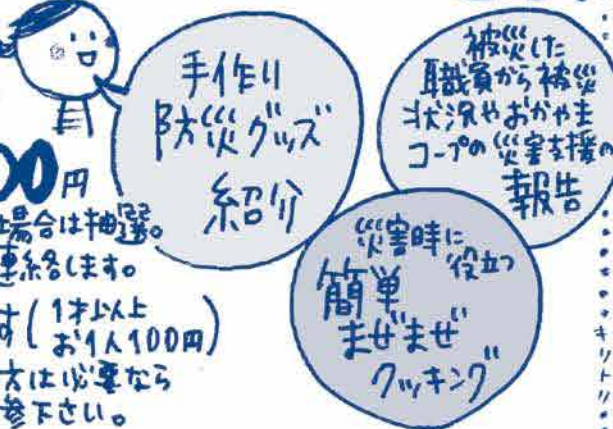 手作り
防災グッズ
紹介
被災した
職員から被災
状況やおかやま
コープの災害支援の
報告
災害時に
役立つ
簡単
まぜまぜ
クッキング
00円
場合は抽選。
連絡します。
す(1才以上
お1人100円)
方は必要なら
参下さい。
キリトリ